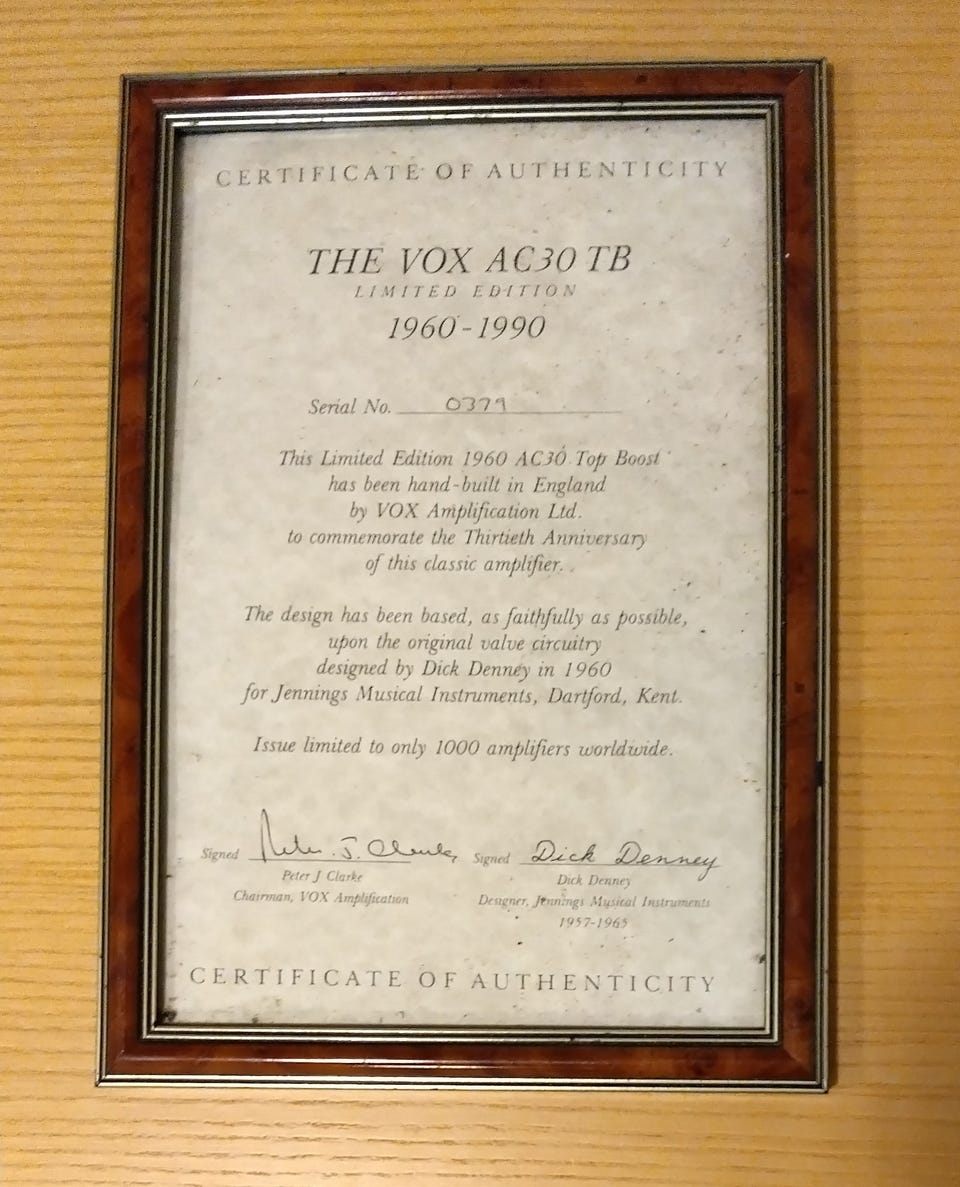 CERTIFICATE OF AUTHENTICITY
THE VOX AC30 TB
LIMITED EDITION
1960-1990
Serial No. 0379
This Limited Edition 1960 AC30 Top Boost
has been hand-built in England
by VOX Amplification Ltd.
to commemorate the Thirtieth Anniversary
of this classic amplifier.
The design has been based, as faithfully as possible,
upon the original valve circuitry
designed by Dick Denney in 1960
for Jennings Musical Instruments, Dartford, Kent.
Issue limited to only 1000 amplifiers worldwide.
Signed Peter J. Clarke Signed Dick Denney
Peter J Clarke Dick Denney
Chairman, VOX Amplification Designer, Jennings Musical Instruments
1957-1965
CERTIFICATE OF AUTHENTICITY